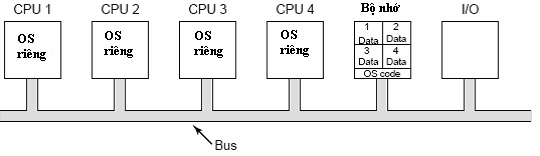 CPU 1 CPU 2 CPU 3 CPU 4 Bộ nhớ I/O
OS riêng
OS riêng
OS riêng
OS riêng
1 Data
2 Data
3 Data
4 Data
OS code
Bus